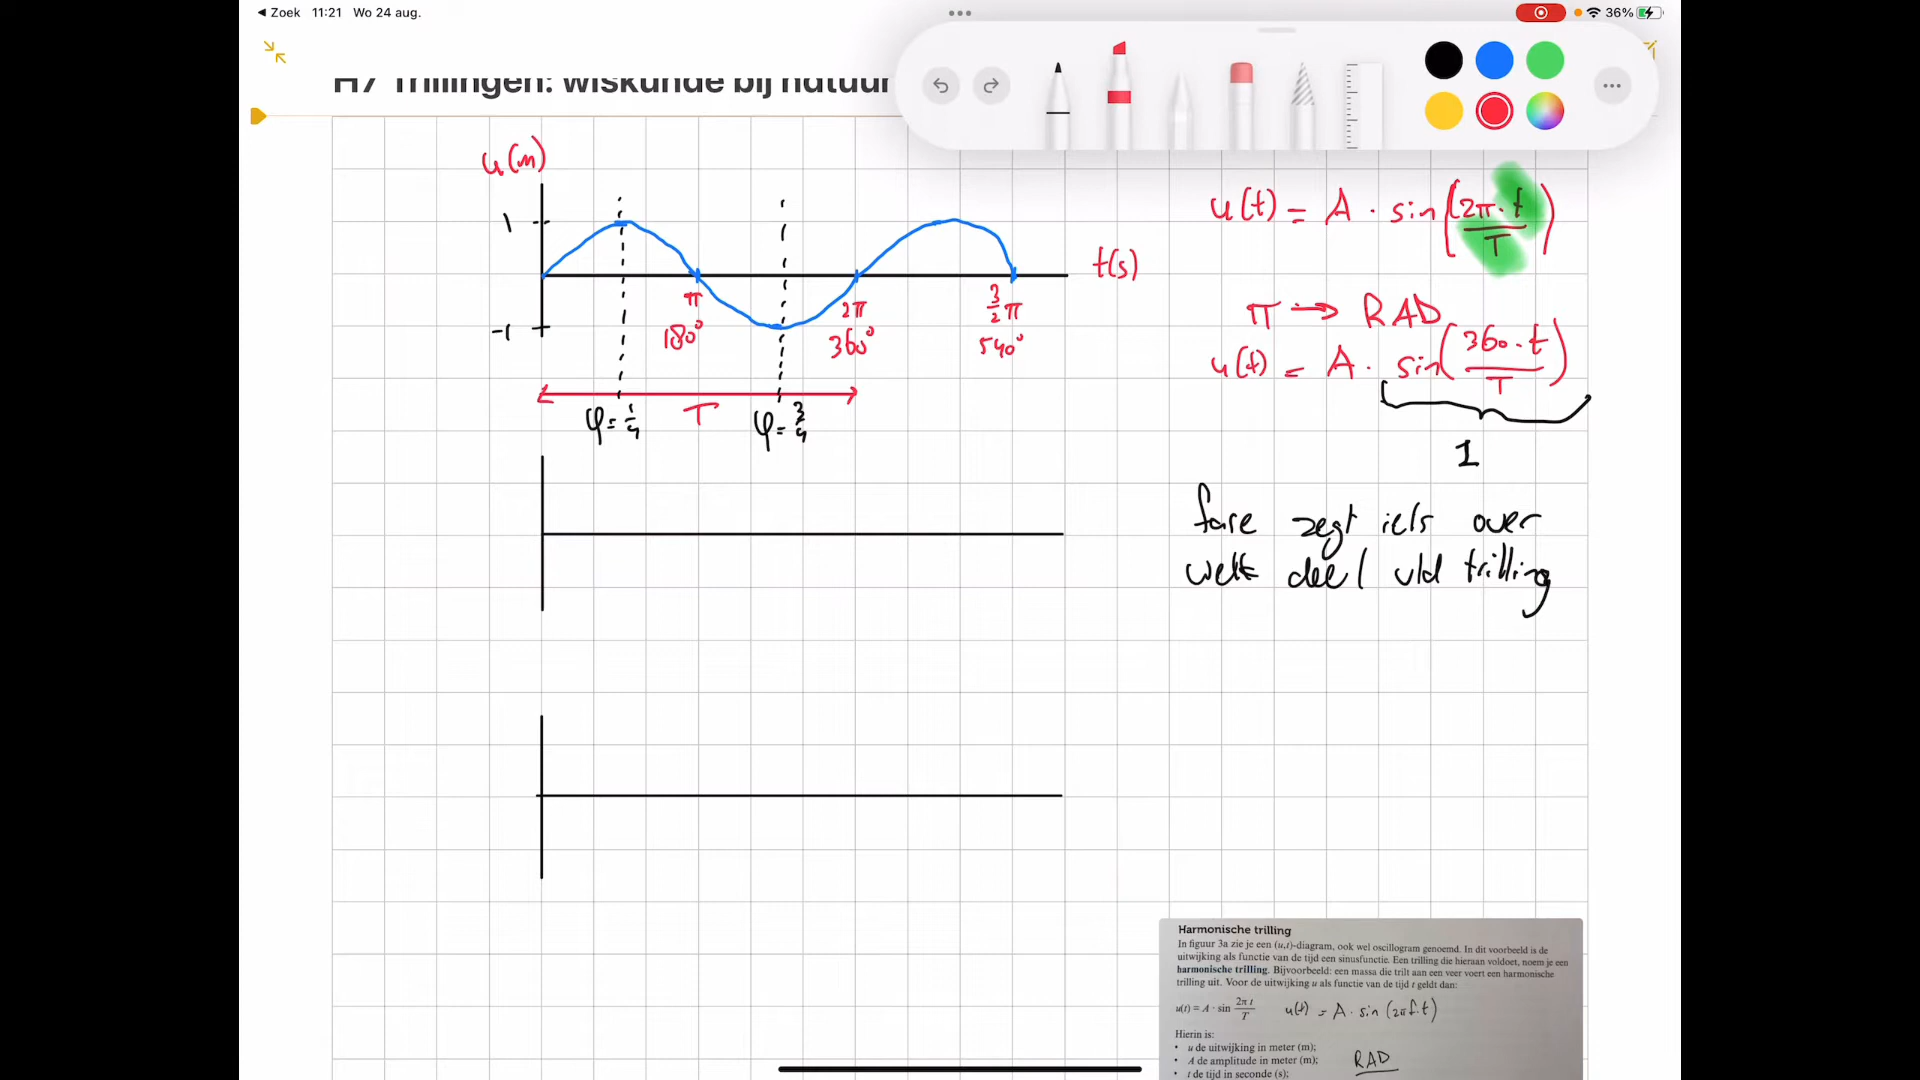 Zoek 11:21 Wo 24 aug.
36%
H7 Trillingen: wiskunde bij natuur
u(m)
1
-1
t(s)
π
180°
2π
360°
3/2 π
540°
T
φ = 1/4
φ = 3/4
u(t) = A · sin(2π · t / T)
π → RAD
u(t) = A · sin(360 · t / T)
1
fase zegt iets over
welk deel v/d trilling
Harmonische trilling
In figuur 3a zie je een (u,t)-diagram, ook wel oscillogram genoemd. In dit voorbeeld is de
uitwijking als functie van de tijd een sinusfunctie. Een trilling die hieraan voldoet, noem je een
harmonische trilling. Bijvoorbeeld: een massa die trilt aan een veer voert een harmonische
trilling uit. Voor de uitwijking u als functie van de tijd t geldt dan:
u(t) = A · sin 2π t / T
u(t) = A · sin (2π f · t)
Hierin is:
• u de uitwijking in meter (m);
• A de amplitude in meter (m);
RAD
• t de tijd in seconde (s);